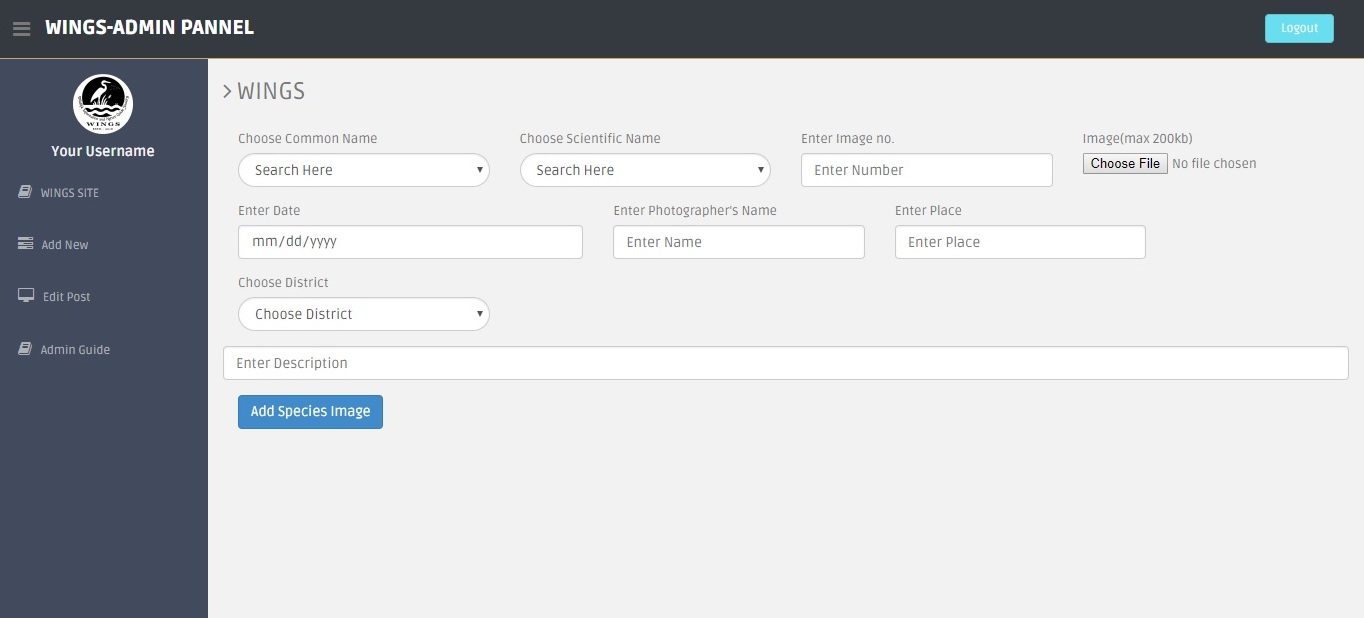 WINGS-ADMIN PANNEL
Logout
WINGS
Your Username
WINGS SITE
Add New
Edit Post
Admin Guide
WINGS
Choose Common Name
Choose Scientific Name
Enter Image no.
Image(max 200kb)
Search Here
Search Here
Enter Number
Choose File No file chosen
Enter Date
Enter Photographer's Name
Enter Place
mm/dd/yyyy
Enter Name
Enter Place
Choose District
Choose District
Enter Description
Add Species Image